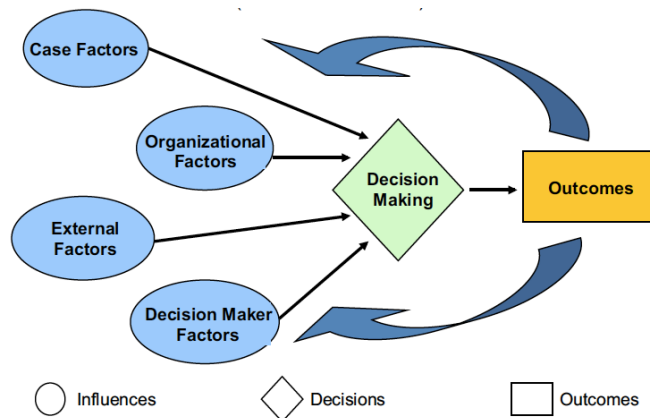 Case Factors
Organizational
Factors
External
Factors
Decision Maker
Factors
Decision
Making
Outcomes
Influences
Decisions
Outcomes